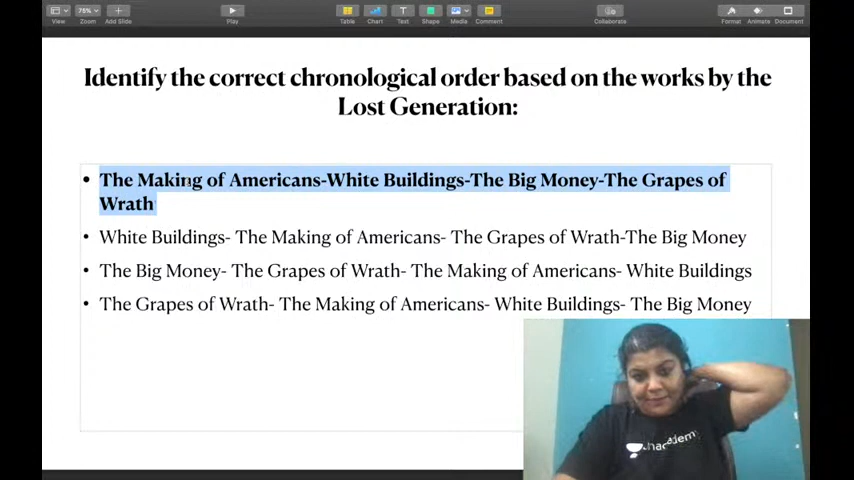 View
75%
Zoom
Add Slide
Play
Table
Chart
Text
Shape
Media
Comment
Collaborate
Format
Animate
Document
Identify the correct chronological order based on the works by the
Lost Generation:
• The Making of Americans-White Buildings-The Big Money-The Grapes of
Wrath
• White Buildings- The Making of Americans- The Grapes of Wrath-The Big Money
• The Big Money- The Grapes of Wrath- The Making of Americans- White Buildings
• The Grapes of Wrath- The Making of Americans- White Buildings- The Big Money